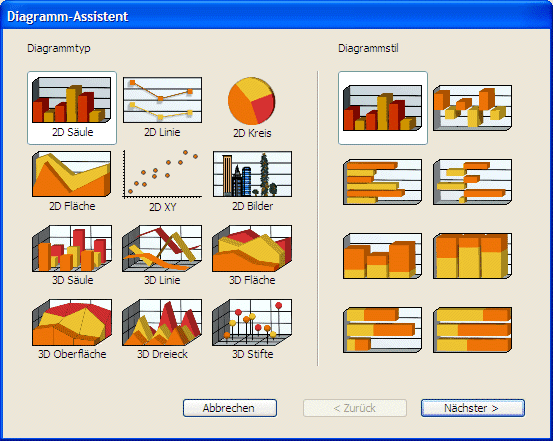 Diagramm-Assistent
Diagrammtyp
Diagrammstil
2D Säule
2D Linie
2D Kreis
2D Fläche
2D XY
2D Bilder
3D Säule
3D Linie
3D Fläche
3D Oberfläche
3D Dreieck
3D Stifte
Abbrechen
< Zurück
Nächster >